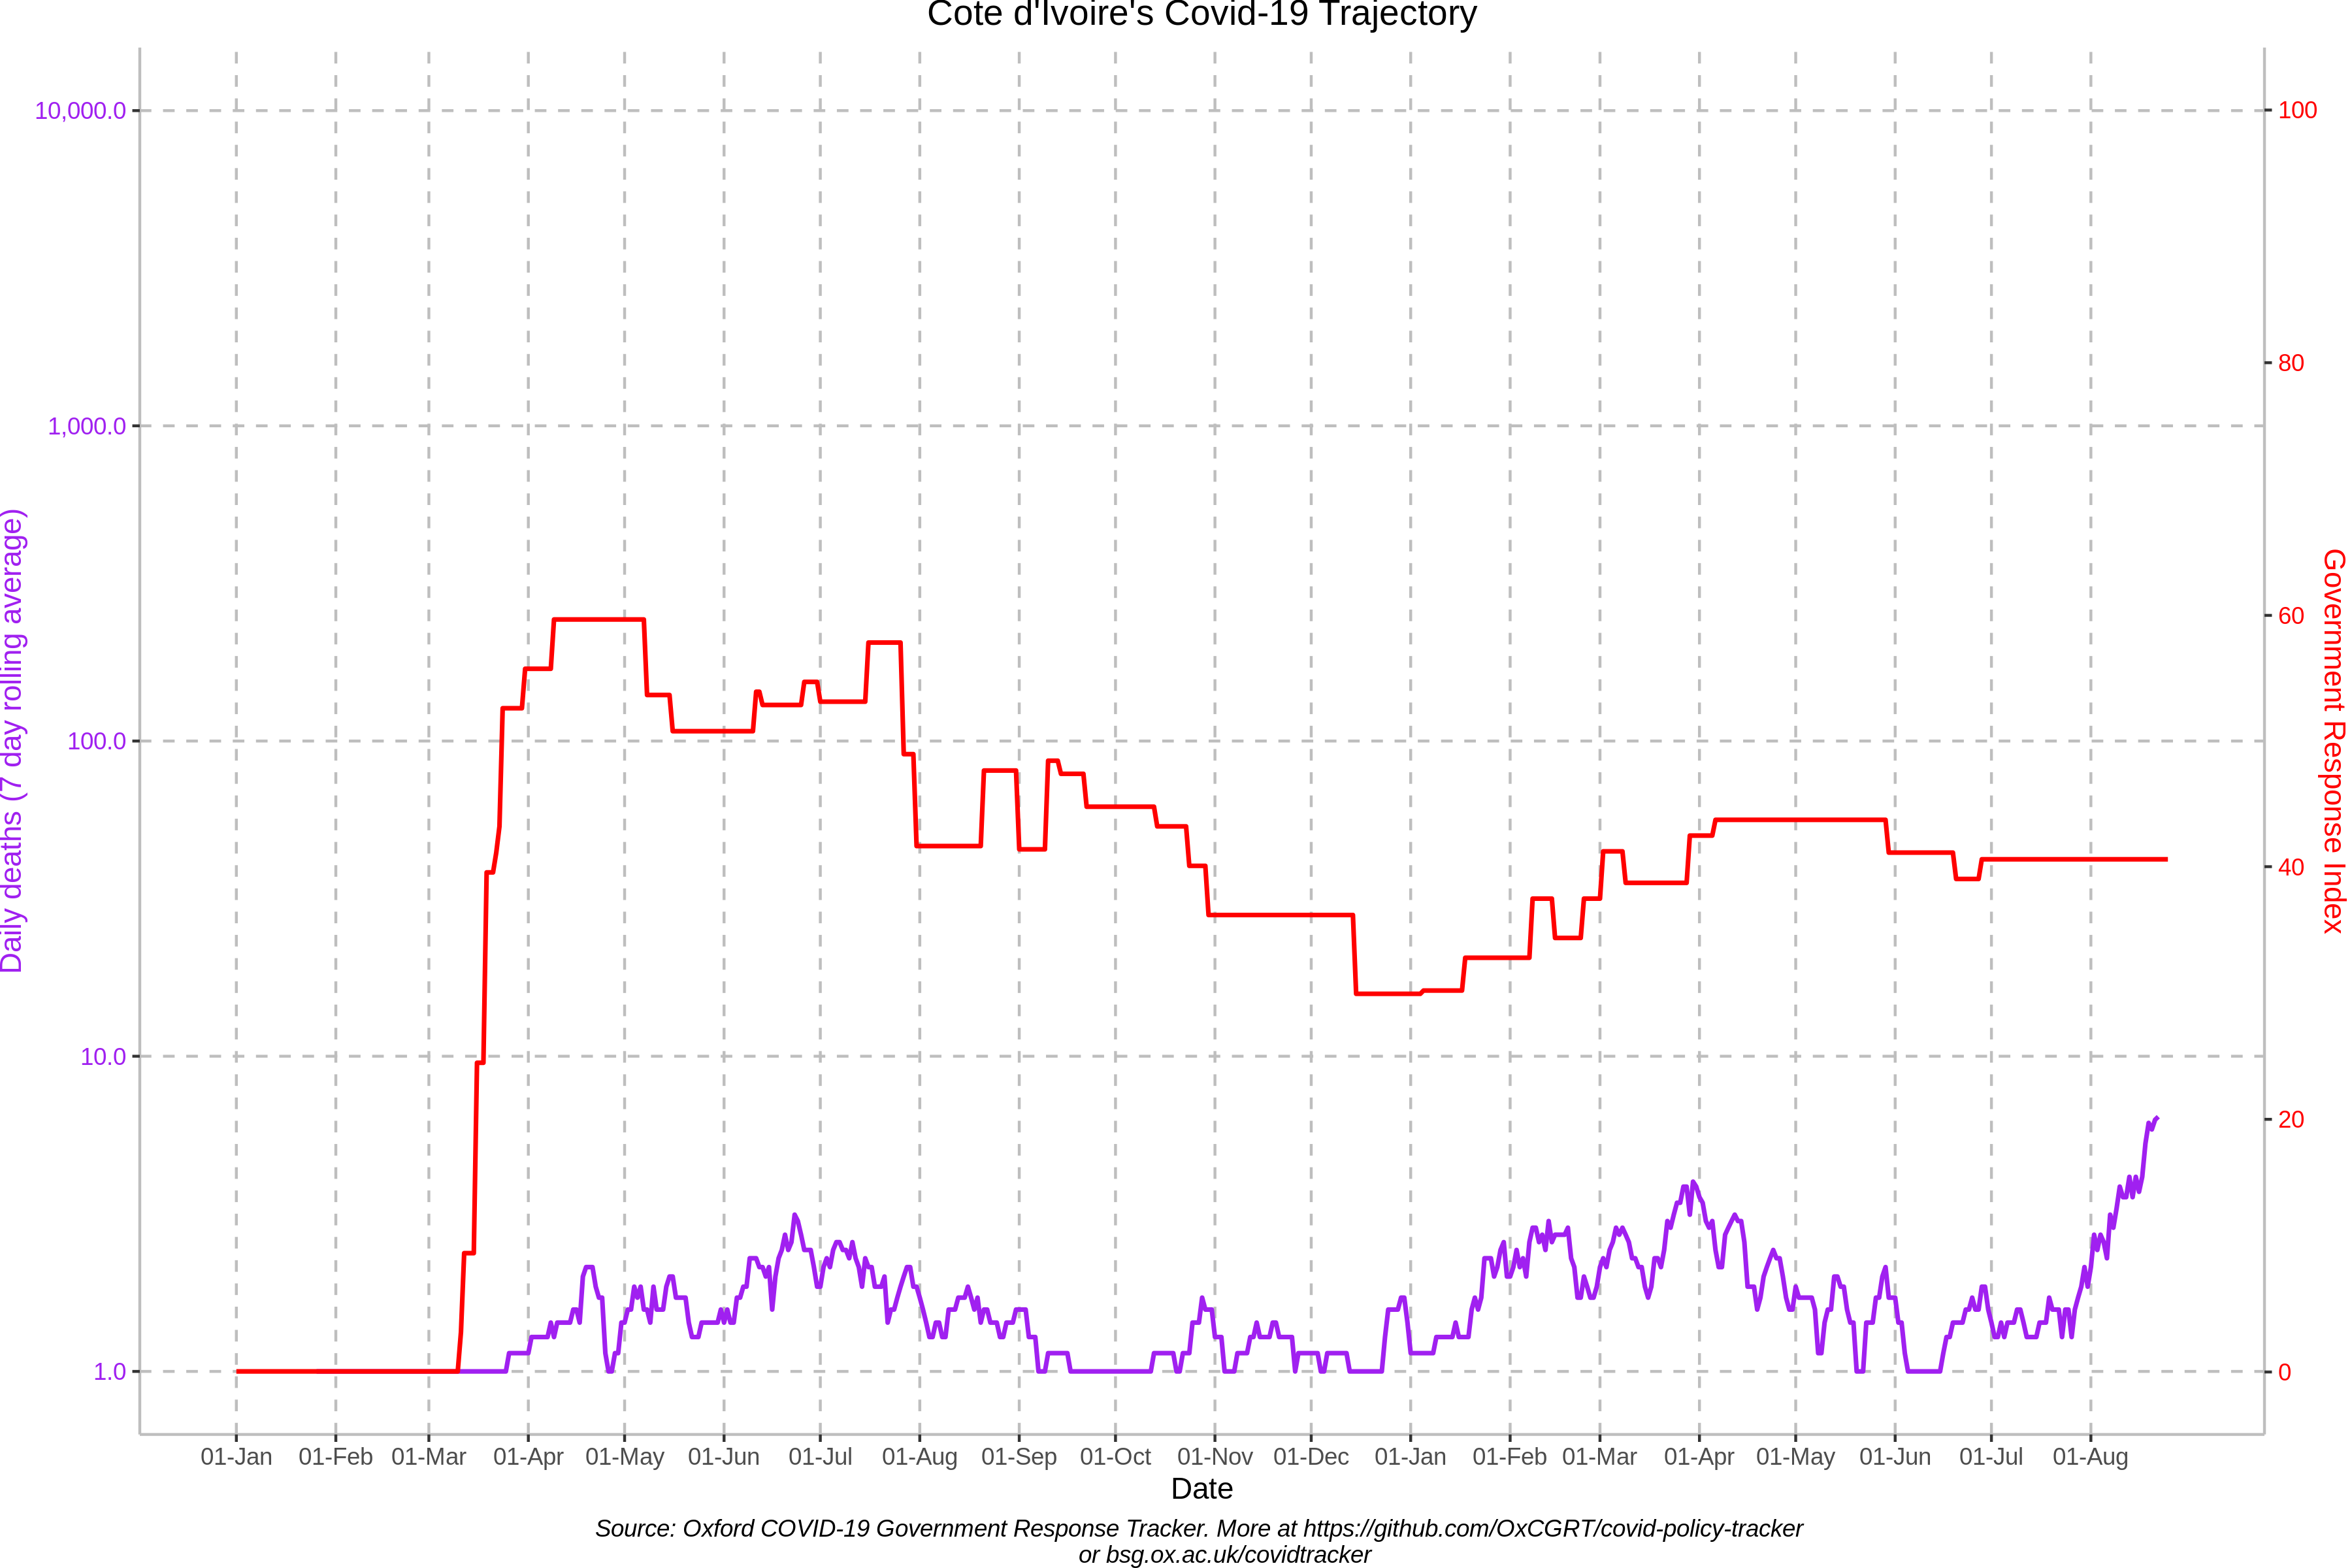 Cote d'Ivoire's Covid-19 Trajectory
Daily deaths (7 day rolling average)
10,000.0
1,000.0
100.0
10.0
1.0
100
80
60
40
20
0
Government Response Index
01-Jan 01-Feb 01-Mar 01-Apr 01-May 01-Jun 01-Jul 01-Aug 01-Sep 01-Oct 01-Nov 01-Dec 01-Jan 01-Feb 01-Mar 01-Apr 01-May 01-Jun 01-Jul 01-Aug
Date
Source: Oxford COVID-19 Government Response Tracker. More at https://github.com/OxCGRT/covid-policy-tracker
or bsg.ox.ac.uk/covidtracker